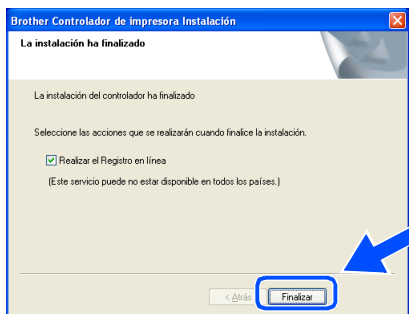 Brother Controlador de impresora Instalación
La instalación ha finalizado
La instalación del controlador ha finalizado
Seleccione las acciones que se realizarán cuando finalice la instalación.
Realizar el Registro en línea
(Este servicio puede no estar disponible en todos los países.)
< Atrás Finalizar